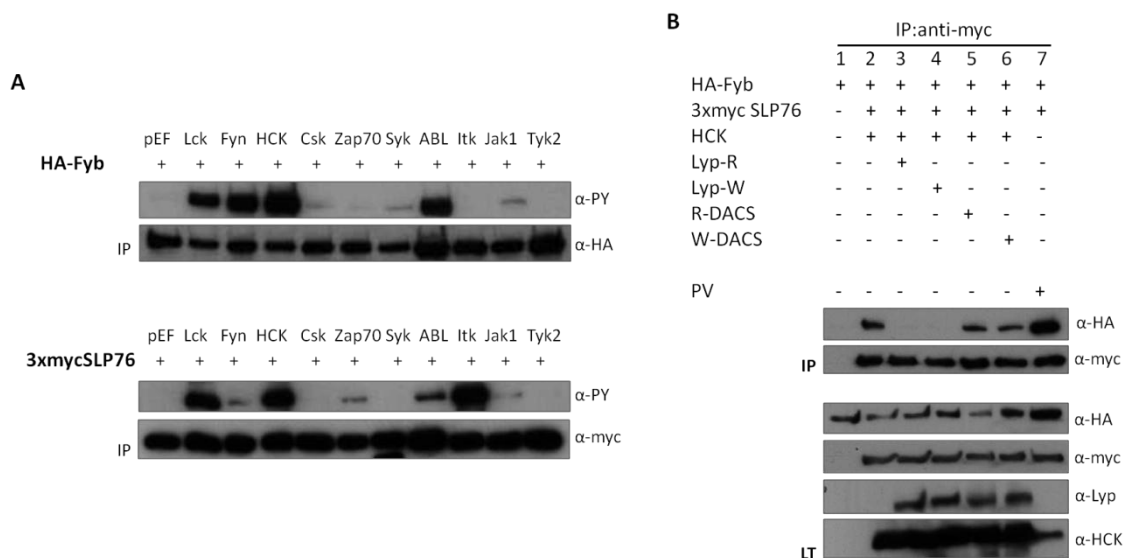 A
pEF Lck Fyn HCK Csk Zap70 Syk ABL Itk Jak1 Tyk2
HA-Fyb + + + + + + + + + + +
α-PY
IP α-HA
pEF Lck Fyn HCK Csk Zap70 Syk ABL Itk Jak1 Tyk2
3xmycSLP76 + + + + + + + + + + +
α-PY
IP α-myc
B
IP:anti-myc
1 2 3 4 5 6 7
HA-Fyb + + + + + + +
3xmyc SLP76 - + + + + + +
HCK - + + + + + -
Lyp-R - - + - - - -
Lyp-W - - - + - - -
R-DACS - - - - + - -
W-DACS - - - - - + -
PV - - - - - - +
α-HA
IP α-myc
α-HA
α-myc
α-Lyp
LT α-HCK